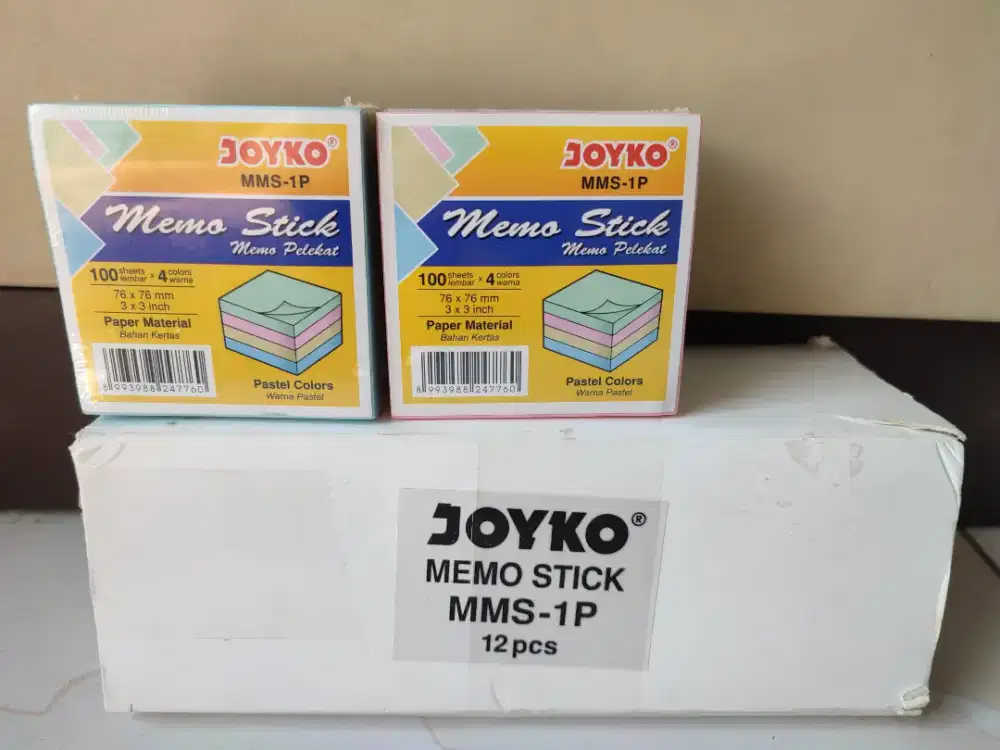 JOYKO®
MMS-1P
Memo Stick
Memo Pelekat
100 sheets lembar x 4 colors warna
76 x 76 mm
3 x 3 inch
Paper Material
Bahan Kertas
8 993988 247760
Pastel Colors
Warna Pastel
JOYKO®
MMS-1P
Memo Stick
Memo Pelekat
100 sheets lembar x 4 colors warna
76 x 76 mm
3 x 3 inch
Paper Material
Bahan Kertas
8 993988 247760
Pastel Colors
Warna Pastel
JOYKO®
MEMO STICK
MMS-1P
12 pcs